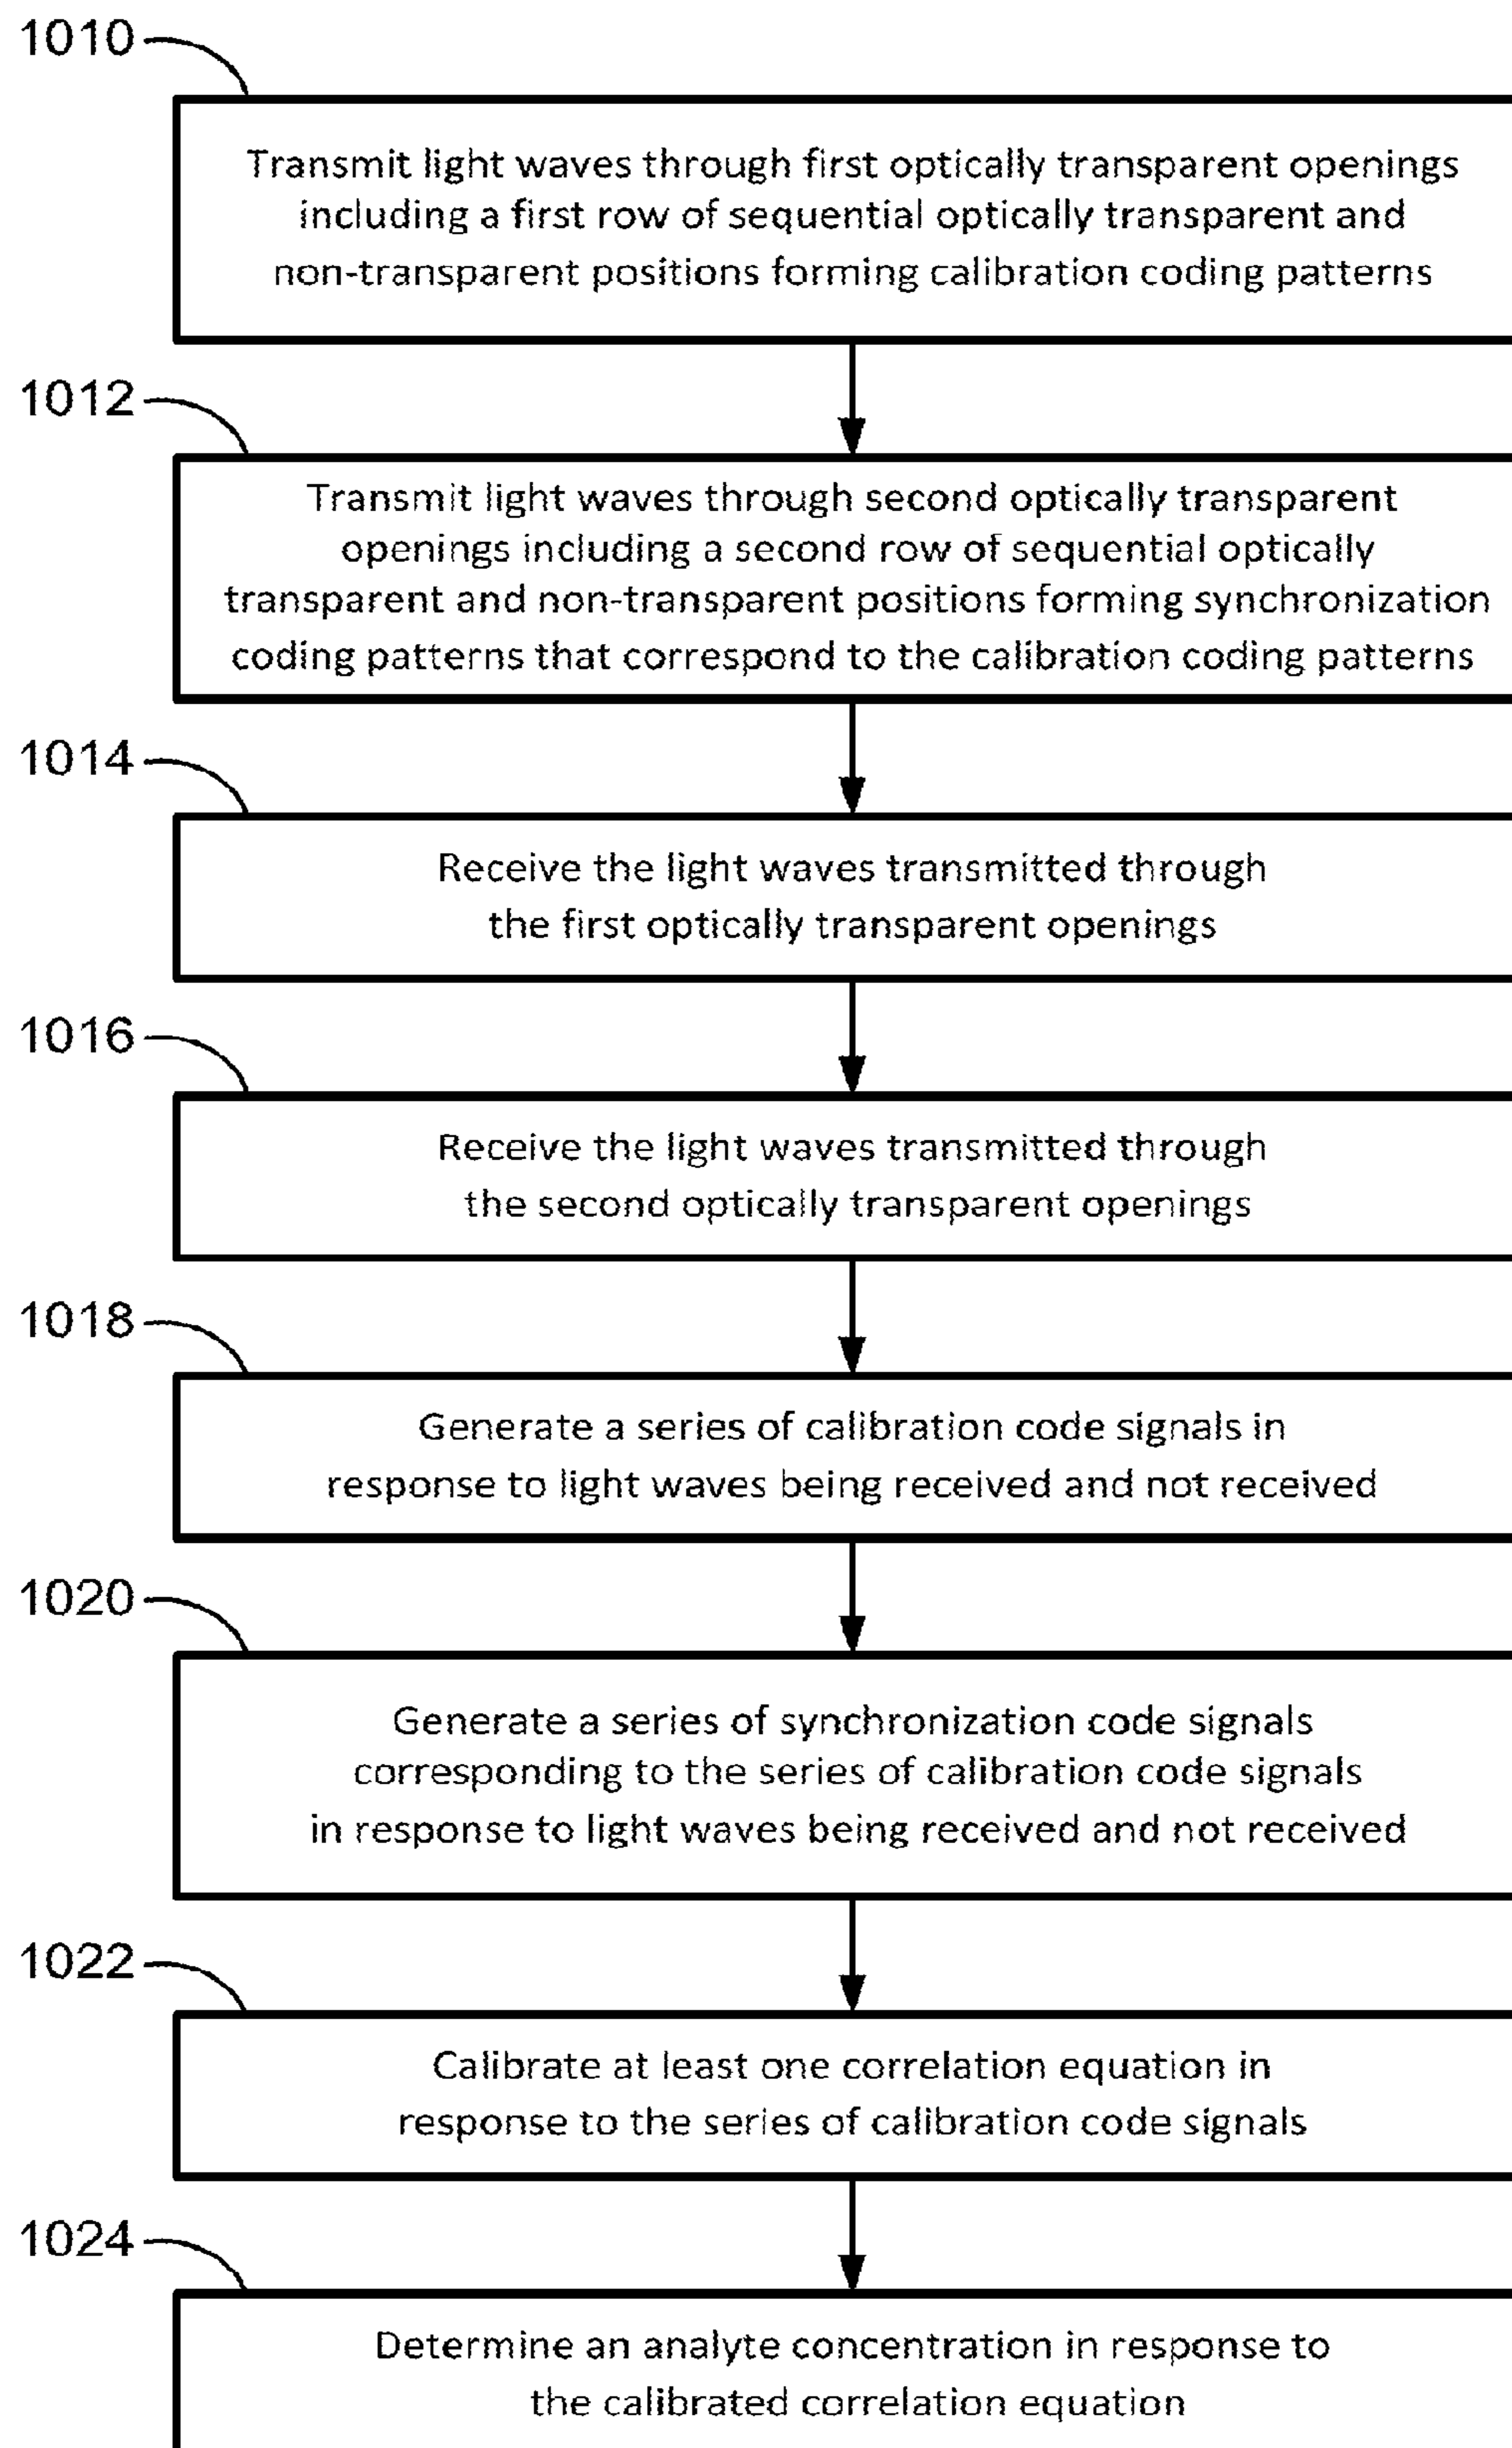 1010
Transmit light waves through first optically transparent openings
including a first row of sequential optically transparent and
non-transparent positions forming calibration coding patterns
1012
Transmit light waves through second optically transparent
openings including a second row of sequential optically
transparent and non-transparent positions forming synchronization
coding patterns that correspond to the calibration coding patterns
1014
Receive the light waves transmitted through
the first optically transparent openings
1016
Receive the light waves transmitted through
the second optically transparent openings
1018
Generate a series of calibration code signals in
response to light waves being received and not received
1020
Generate a series of synchronization code signals
corresponding to the series of calibration code signals
in response to light waves being received and not received
1022
Calibrate at least one correlation equation in
response to the series of calibration code signals
1024
Determine an analyte concentration in response to
the calibrated correlation equation